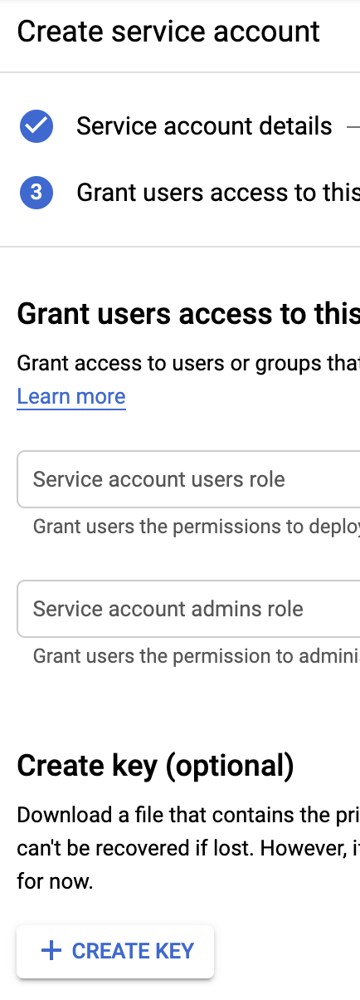 Create service account
Service account details
3 Grant users access to this
Grant users access to this
Grant access to users or groups that
Learn more
Service account users role
Grant users the permissions to deploy
Service account admins role
Grant users the permission to admini
Create key (optional)
Download a file that contains the pri
can't be recovered if lost. However, i
for now.
+ CREATE KEY